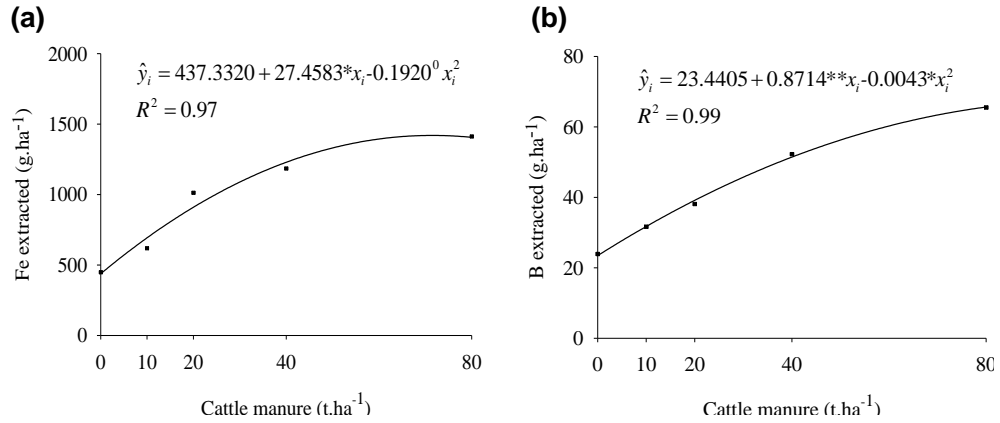 (a)
Fe extracted (g.ha⁻¹)
2000
1500
1000
500
0
ŷᵢ = 437.3320 + 27.4583*xᵢ-0.1920⁰ xᵢ²
R² = 0.97
0 10 20 40 80
Cattle manure (t.ha⁻¹)
(b)
B extracted (g.ha⁻¹)
80
60
40
20
0
ŷᵢ = 23.4405 + 0.8714**xᵢ-0.0043*xᵢ²
R² = 0.99
0 10 20 40 80
Cattle manure (t.ha⁻¹)